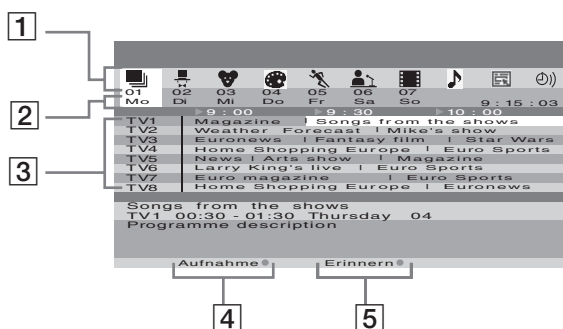 1
01 02 03 04 05 06 07
2 Mo Di Mi Do Fr Sa So 9 : 15 : 03
9 : 00 9 : 30 10 : 00
TV1 Magazine Songs from the shows
TV2 Weather Forecast Mike's show
TV3 Euronews Fantasy film Star Wars
TV4 Home Shopping Europe Euro Sports
3 TV5 News Arts show Magazine
TV6 Larry King's live Euro Sports
TV7 Euro magazine Euro Sports
TV8 Home Shopping Europe Euronews
Songs from the shows
TV1 00:30 - 01:30 Thursday 04
Programme description
Aufnahme Erinnern
4 5